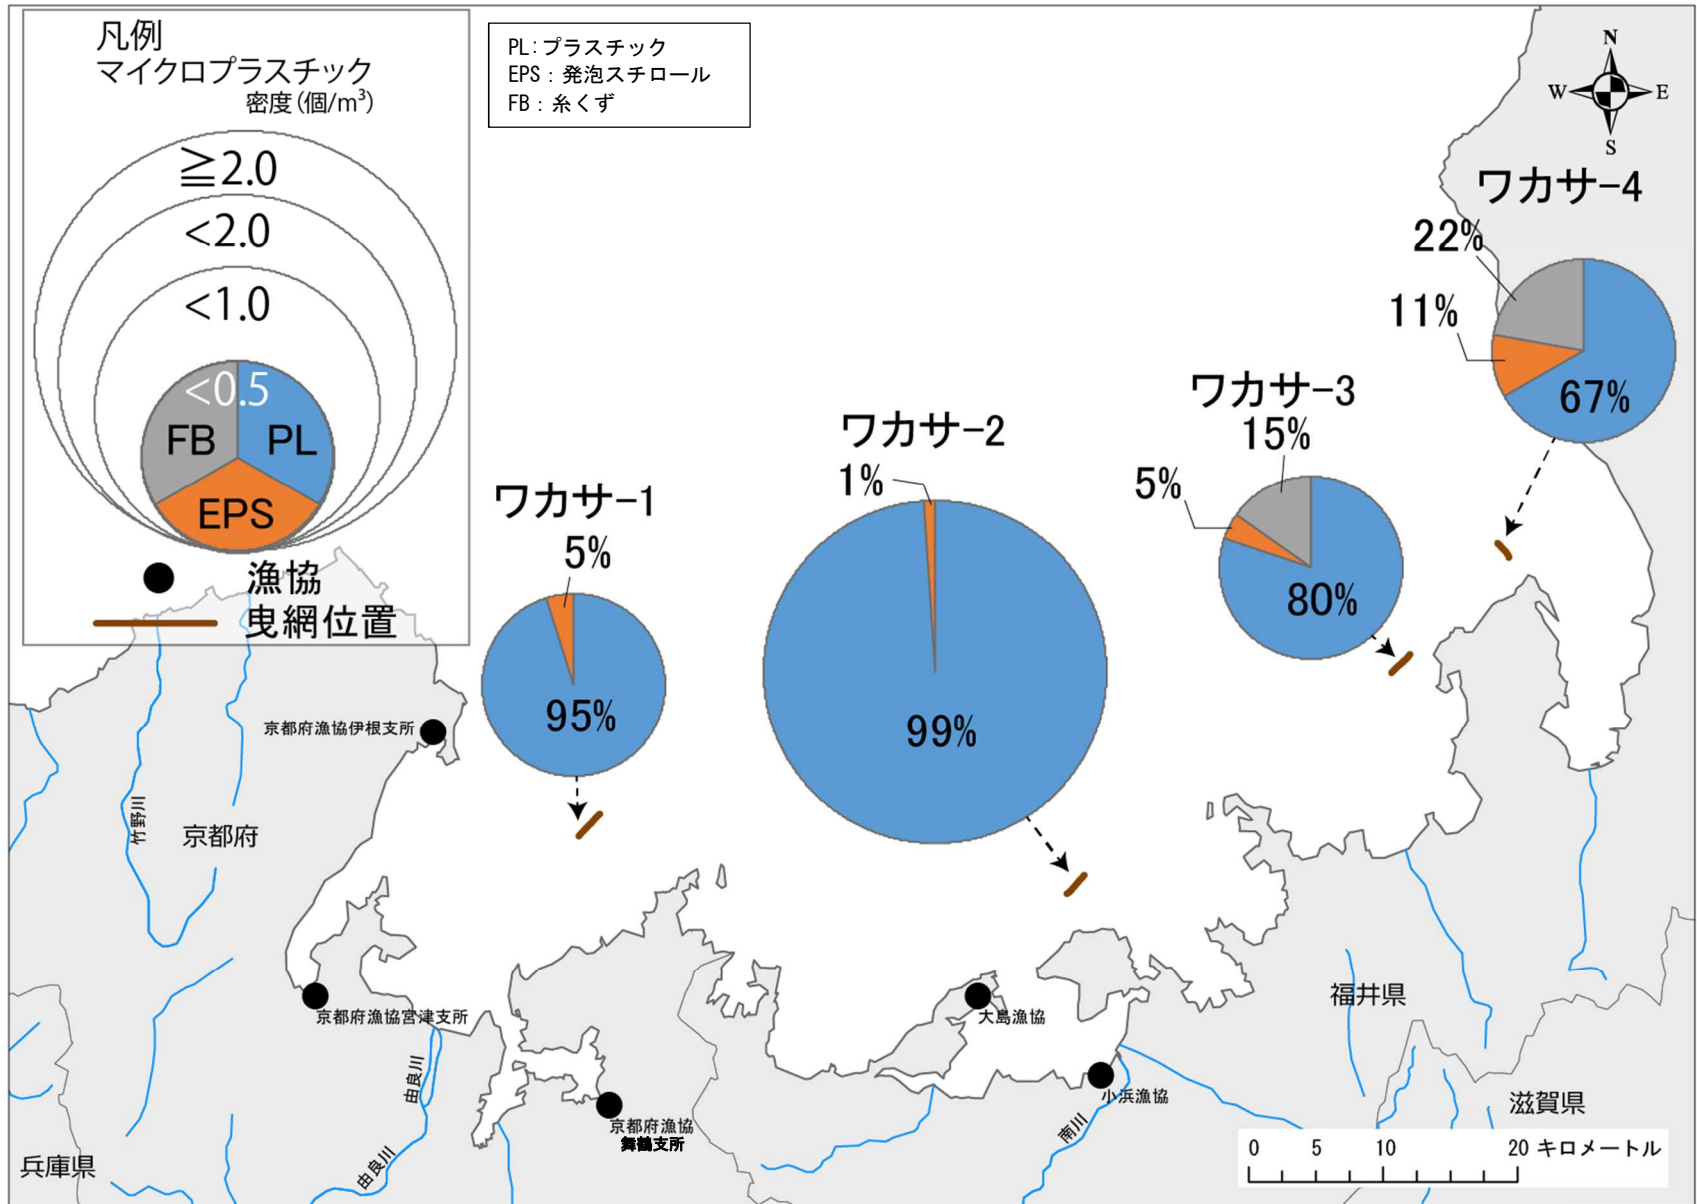 凡例
マイクロプラスチック
密度(個/m³)
≧2.0
<2.0
<1.0
<0.5
FB
PL
EPS
漁協
曳網位置
PL:プラスチック
EPS:発泡スチロール
FB:糸くず
N
W
E
S
ワカサ-4
22%
11%
67%
ワカサ-3
15%
5%
80%
ワカサ-2
1%
99%
ワカサ-1
5%
95%
京都府漁協伊根支所
竹野川
京都府
京都府漁協宮津支所
由良川
由良川
京都府漁協
舞鶴支所
兵庫県
大島漁協
小浜漁協
南川
福井県
滋賀県
0 5 10 20 キロメートル